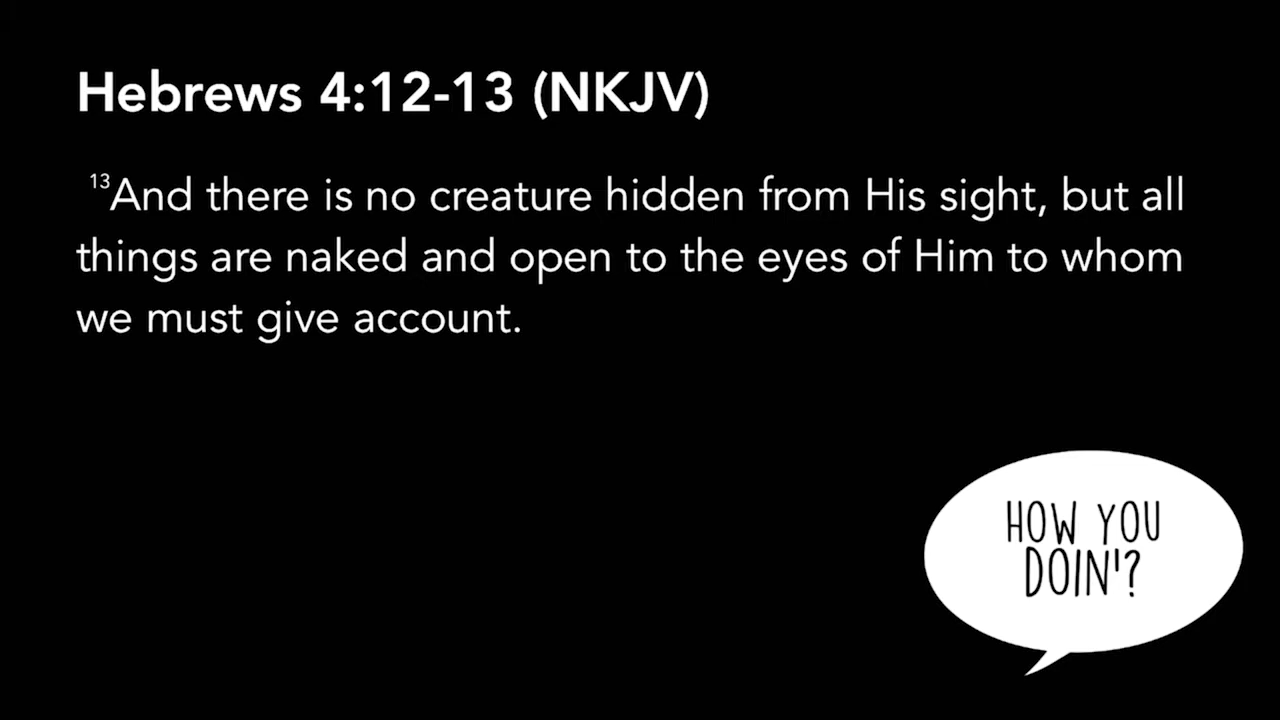 Hebrews 4:12-13 (NKJV)
13And there is no creature hidden from His sight, but all
things are naked and open to the eyes of Him to whom
we must give account.
HOW YOU
DOIN'?